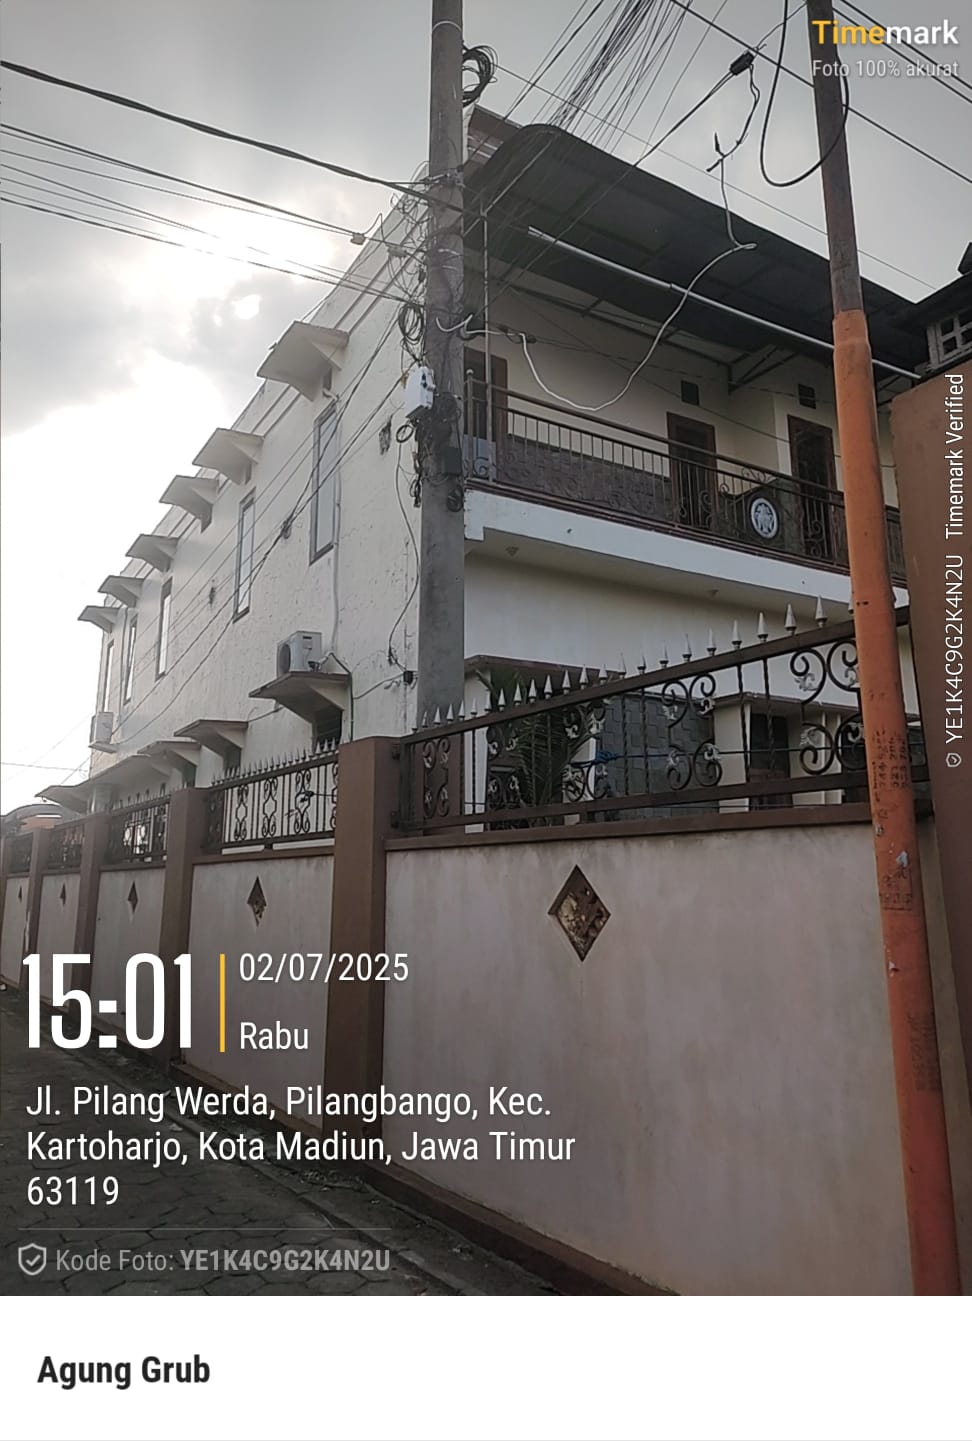 Timemark
Foto 100% akurat
YE1K4C9G2K4N2U Timemark Verified
15:01
02/07/2025
Rabu
Jl. Pilang Werda, Pilangbango, Kec.
Kartoharjo, Kota Madiun, Jawa Timur
63119
Kode Foto: YE1K4C9G2K4N2U
Agung Grub